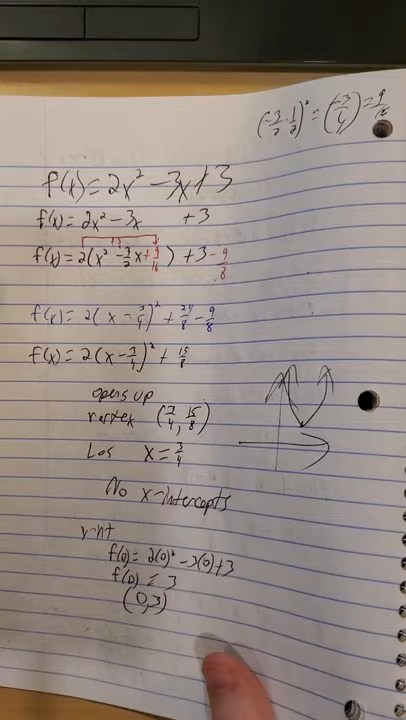 (-3/2 · 1/2)² = (-3/4)² = 9/16
f(x) = 2x² - 3x + 3
f(x) = 2x² - 3x + 3
f(x) = 2(x² - 3/2x + 9/16) + 3 - 9/8
f(x) = 2(x - 3/4)² + 24/8 - 9/8
f(x) = 2(x - 3/4)² + 15/8
opens up
vertex (3/4, 15/8)
Los x = 3/4
No x-intercepts
y-int
f(0) = 2(0)² - 3(0) + 3
f(0) = 3
(0,3)